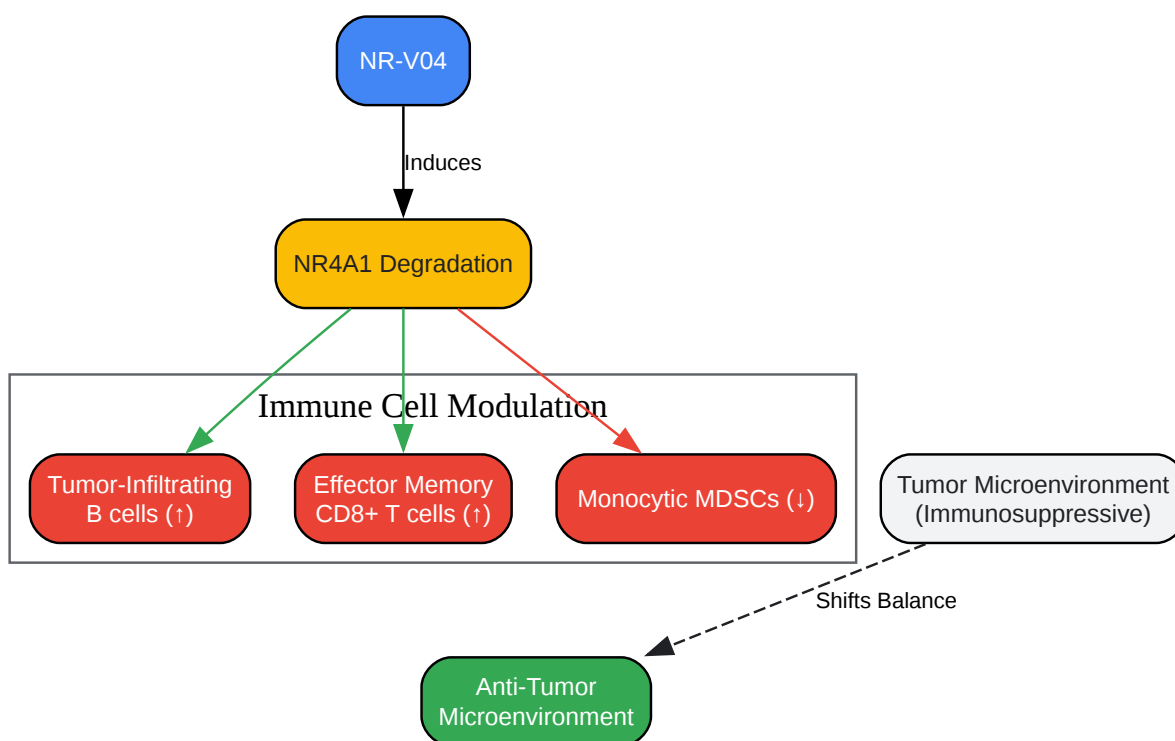 NR-V04
Induces
NR4A1 Degradation
Immune Cell Modulation
Tumor-Infiltrating
B cells (↑)
Effector Memory
CD8+ T cells (↑)
Monocytic MDSCs (↓)
Tumor Microenvironment
(Immunosuppressive)
Shifts Balance
Anti-Tumor
Microenvironment